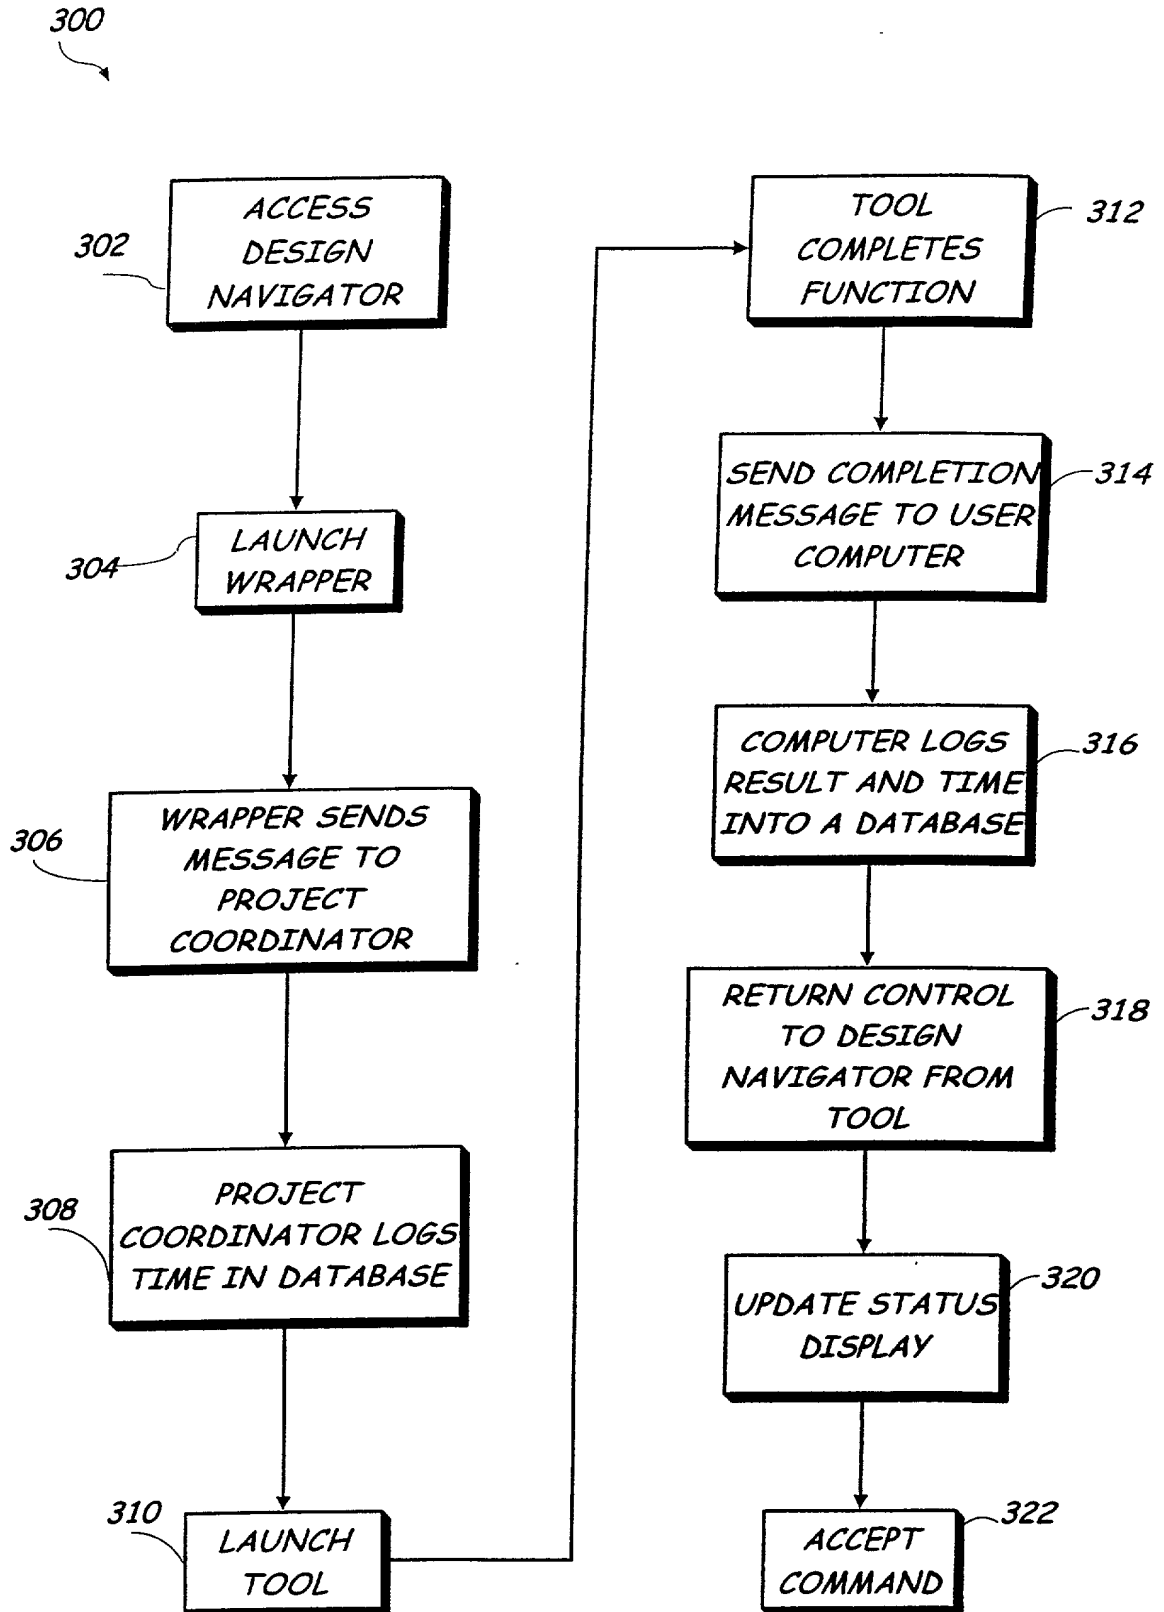 300
302
ACCESS
DESIGN
NAVIGATOR
304
LAUNCH
WRAPPER
306
WRAPPER SENDS
MESSAGE TO
PROJECT
COORDINATOR
308
PROJECT
COORDINATOR LOGS
TIME IN DATABASE
310
LAUNCH
TOOL
312
TOOL
COMPLETES
FUNCTION
314
SEND COMPLETION
MESSAGE TO USER
COMPUTER
316
COMPUTER LOGS
RESULT AND TIME
INTO A DATABASE
318
RETURN CONTROL
TO DESIGN
NAVIGATOR FROM
TOOL
320
UPDATE STATUS
DISPLAY
322
ACCEPT
COMMAND